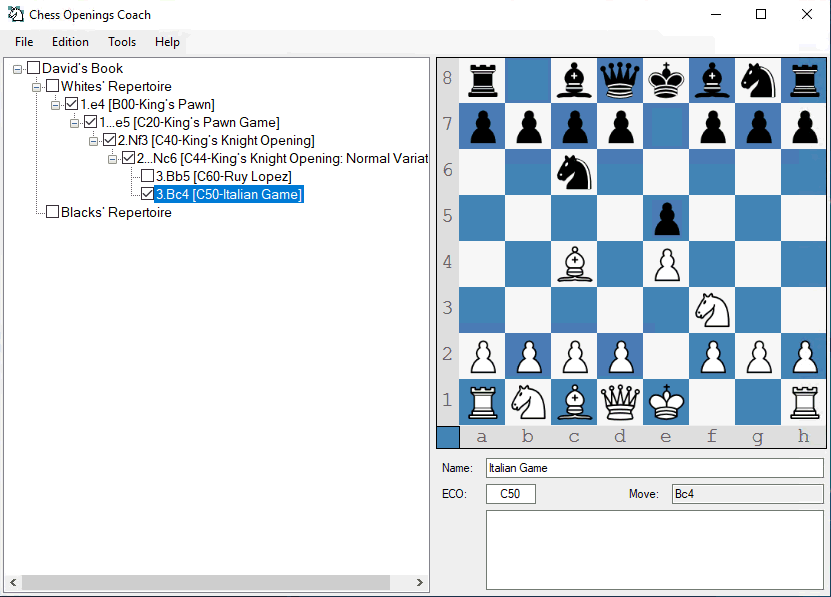 Chess Openings Coach
File Edition Tools Help
David's Book
Whites' Repertoire
1.e4 [B00-King's Pawn]
1...e5 [C20-King's Pawn Game]
2.Nf3 [C40-King's Knight Opening]
2...Nc6 [C44-King's Knight Opening: Normal Variat
3.Bb5 [C60-Ruy Lopez]
3.Bc4 [C50-Italian Game]
Blacks' Repertoire
8
7
6
5
4
3
2
1
a b c d e f g h
Name: Italian Game
ECO: C50 Move: Bc4